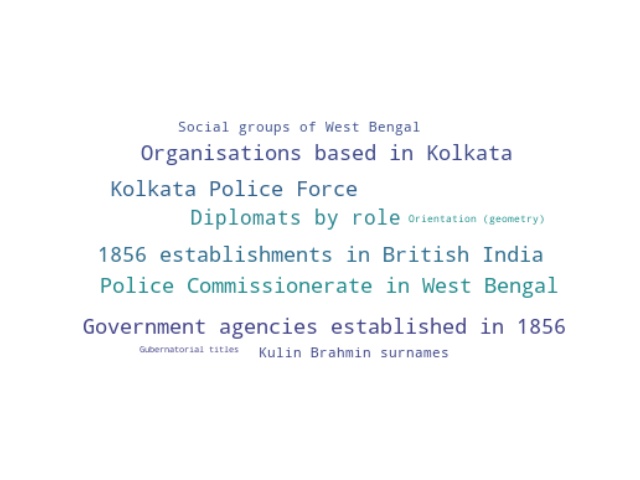 Social groups of West Bengal
Organisations based in Kolkata
Kolkata Police Force
Diplomats by role Orientation (geometry)
1856 establishments in British India
Police Commissionerate in West Bengal
Government agencies established in 1856
Gubernatorial titles Kulin Brahmin surnames